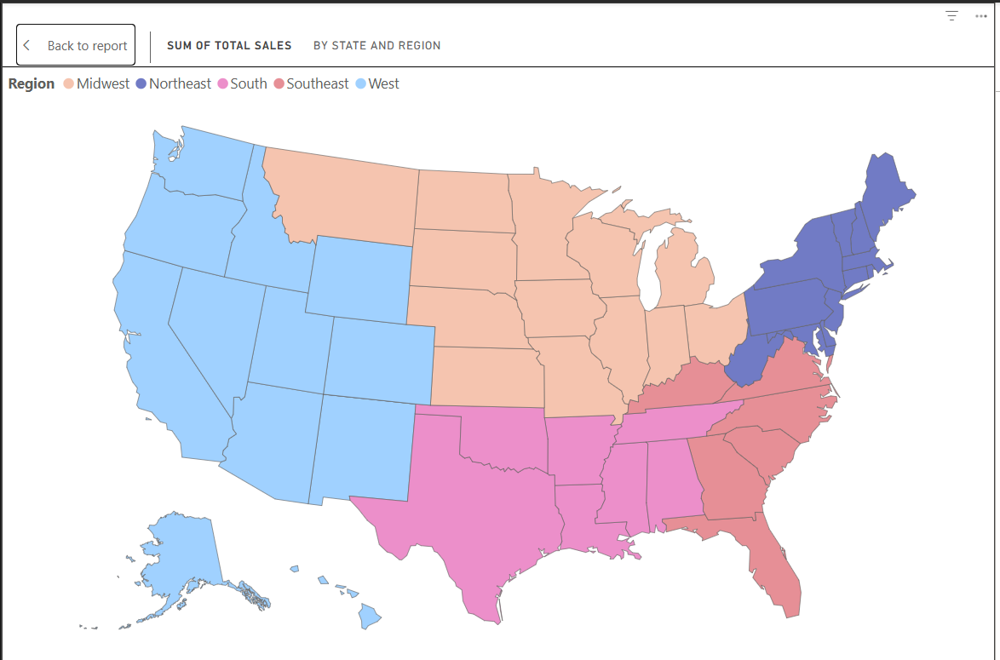 Back to report
SUM OF TOTAL SALES BY STATE AND REGION
Region Midwest Northeast South Southeast West